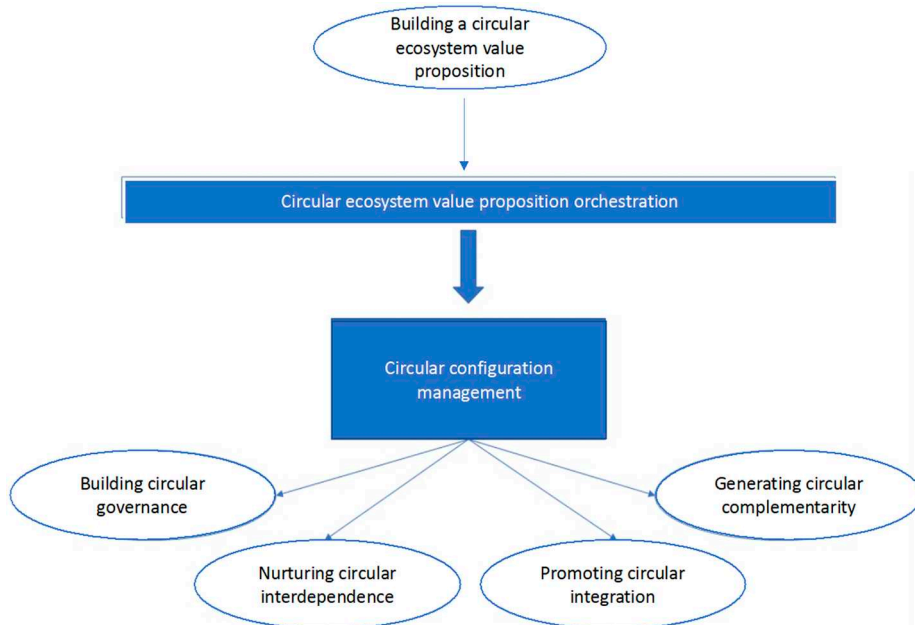 Building a circular
ecosystem value
proposition
Circular ecosystem value proposition orchestration
Circular configuration
management
Building circular
governance
Generating circular
complementarity
Nurturing circular
interdependence
Promoting circular
integration